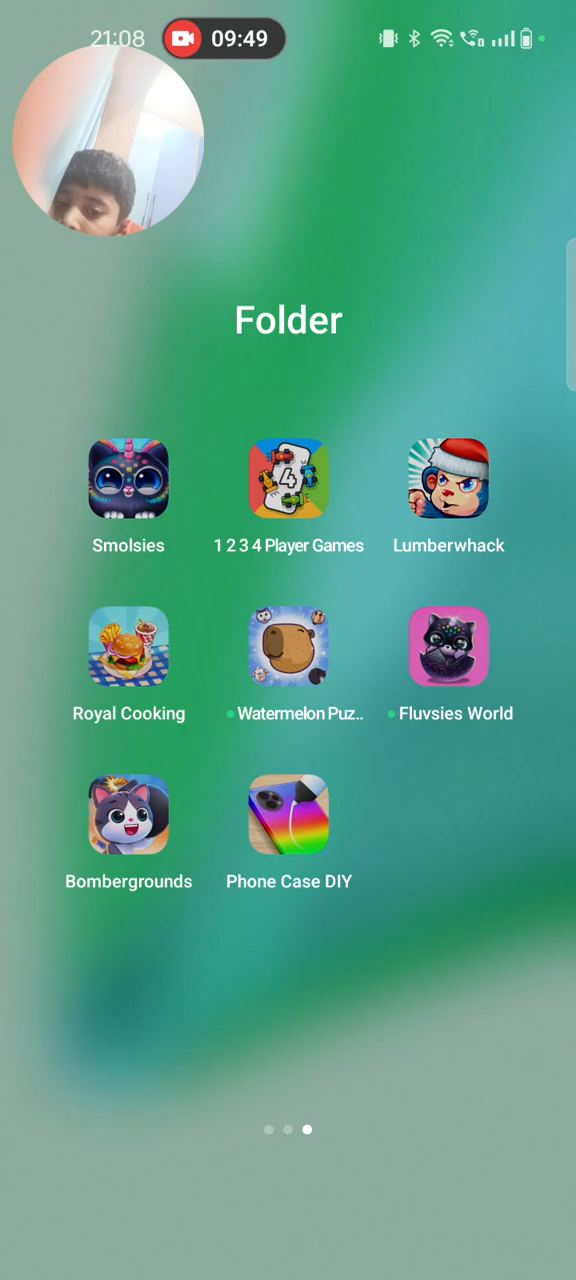 21:08 09:49
Folder
4
Smolsies 1 2 3 4 Player Games Lumberwhack
Royal Cooking Watermelon Puz.. Fluvsies World
Bombergrounds Phone Case DIY